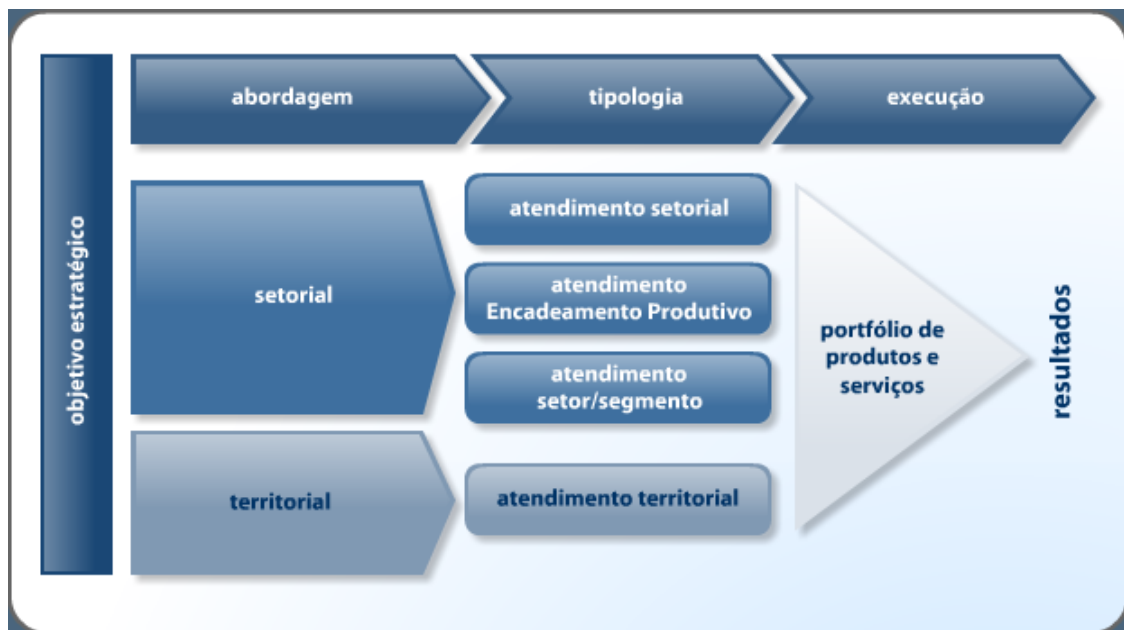 objetivo estratégico
abordagem
tipologia
execução
setorial
atendimento setorial
atendimento
Encadeamento Produtivo
atendimento
setor/segmento
territorial
atendimento territorial
portfólio de
produtos e
serviços
resultados